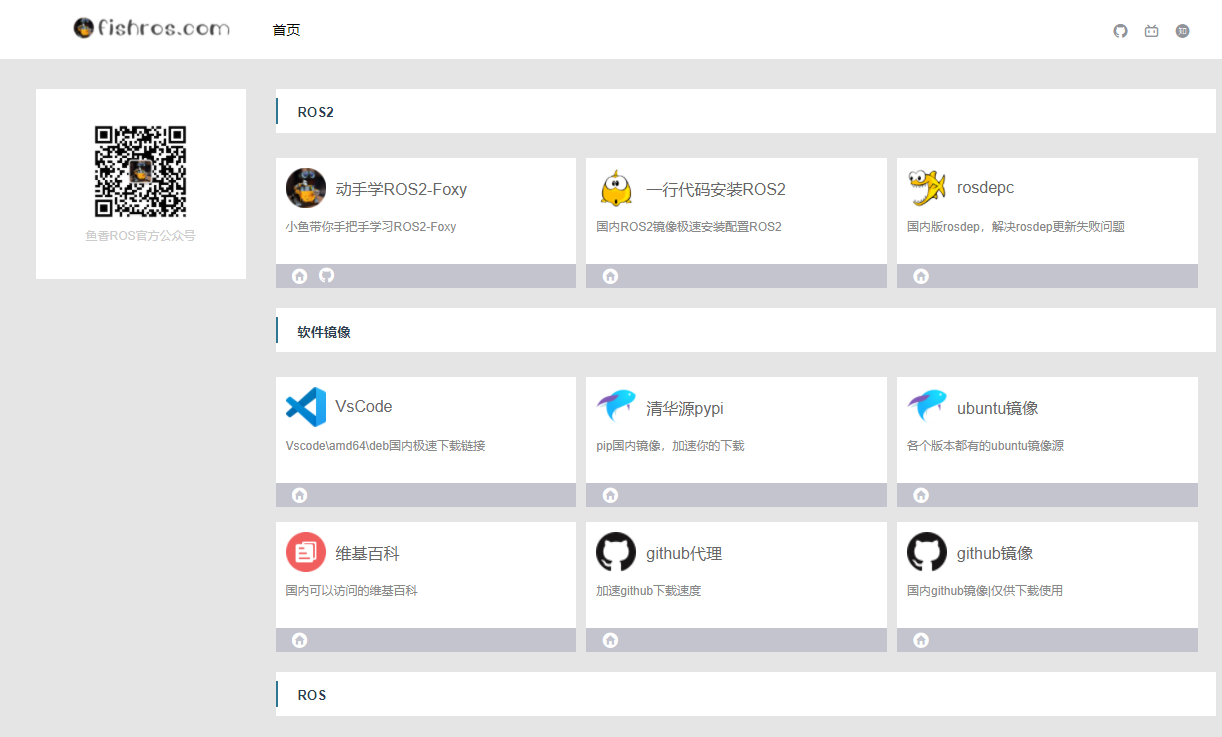 fishros.com
首页
鱼香ROS官方公众号
ROS2
动手学ROS2-Foxy
小鱼带你手把手学习ROS2-Foxy
一行代码安装ROS2
国内ROS2镜像极速安装配置ROS2
rosdepc
国内版rosdep，解决rosdep更新失败问题
软件镜像
VsCode
Vscode\amd64\deb国内极速下载链接
清华源pypi
pip国内镜像，加速你的下载
ubuntu镜像
各个版本都有的ubuntu镜像源
维基百科
国内可以访问的维基百科
github代理
加速github下载速度
github镜像
国内github镜像|仅供下载使用
ROS